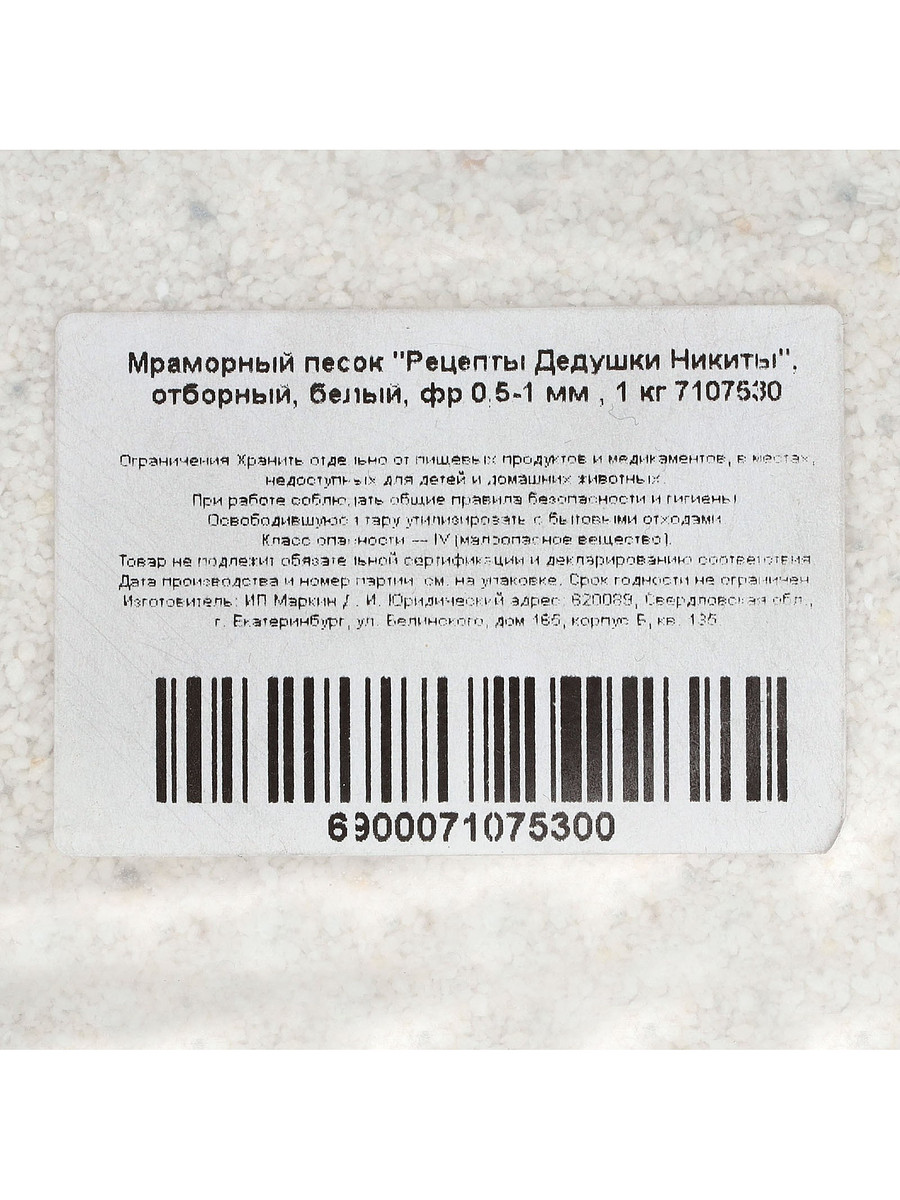 Мраморный песок "Рецепты Дедушки Никиты",
отборный, белый, фр 0,5-1 мм , 1 кг 7107530
Ограничения Хранить отдельно от пищевых продуктов и медикаментов, в местах,
недоступных для детей и домашних животных.
При работе соблюдать общие правила безопасности и гигиены.
Освободившуюся тару утилизировать с бытовыми отходами.
Класс опасности — IV (малоопасное вещество).
Товар не подлежит обязательной сертификации и декларированию соответствия.
Дата производства и номер партии: см. на упаковке. Срок годности не ограничен.
Изготовитель: ИП Маркин Д. И. Юридический адрес: 620089, Свердловская обл.,
г. Екатеринбург, ул. Белинского, дом 165, корпус Б, кв. 135
6900071075300